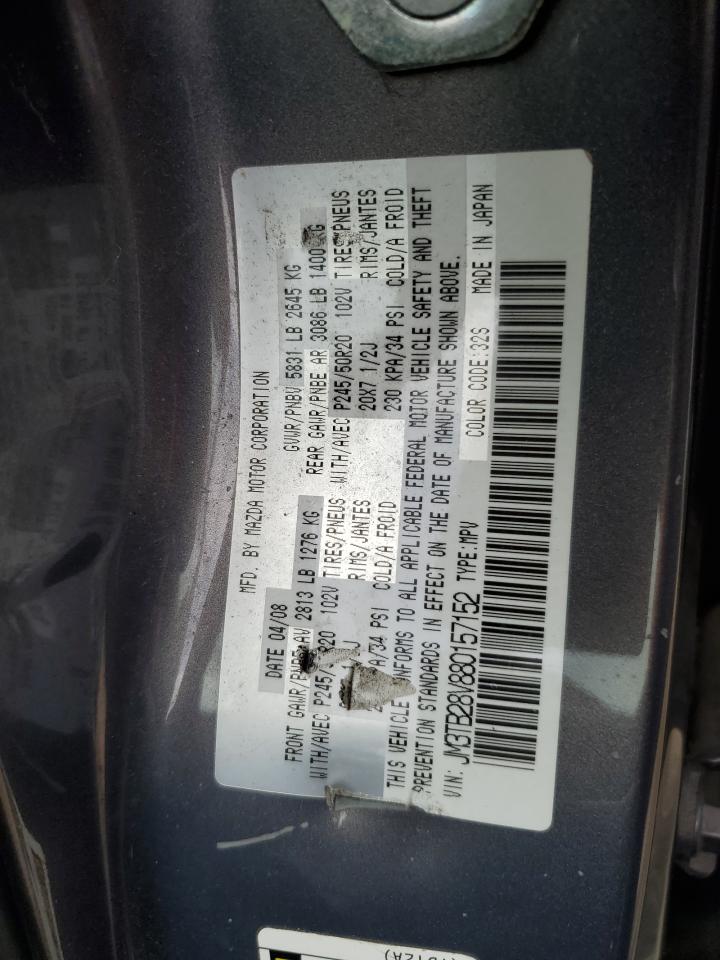 MFD. BY MAZDA MOTOR CORPORATION
DATE 04/08 GVWR/PNBV 5831 LB 2645 KG
FRONT GAWR/PNBE AV 2813 LB 1276 KG REAR GAWR/PNBE AR 3086 LB 1400 KG
WITH/AVEC P245/ R20 102V TIRES/PNEUS WITH/AVEC P245/50R20 102V TIRES/PNEUS
J RIMS/JANTES 20X7 1/2J RIMS/JANTES
A/34 PSI COLD/A FROID 230 KPA/34 PSI COLD/A FROID
THIS VEHICLE NFORMS TO ALL APPLICABLE FEDERAL MOTOR VEHICLE SAFETY AND THEFT
PREVENTION STANDARDS IN EFFECT ON THE DATE OF MANUFACTURE SHOWN ABOVE.
VIN: JM3TB28V880157152 TYPE:MPV COLOR CODE:32S MADE IN JAPAN